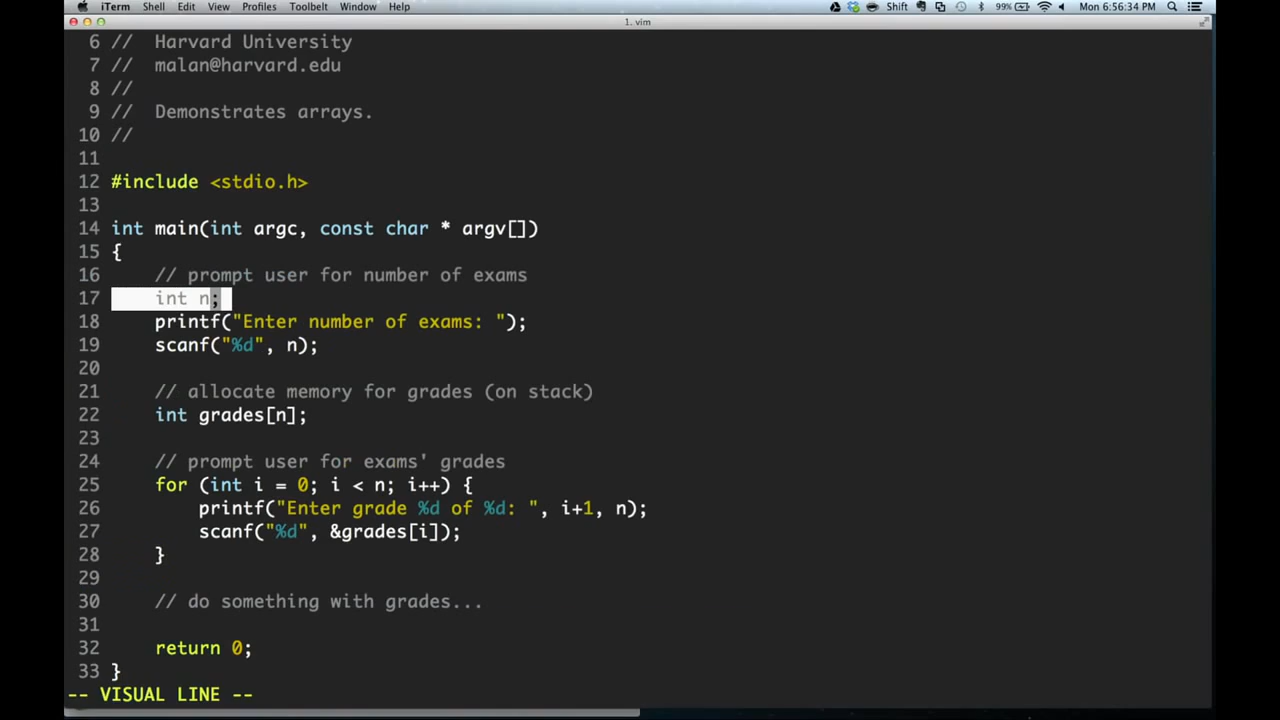 iTerm Shell Edit View Profiles Toolbelt Window Help Shift 99% Mon 6:56:34 PM
1. vim
6 //  Harvard University
7 //  malan@harvard.edu
8 //
9 //  Demonstrates arrays.
10 //
11
12 #include <stdio.h>
13
14 int main(int argc, const char * argv[])
15 {
16     // prompt user for number of exams
17     int n;
18     printf("Enter number of exams: ");
19     scanf("%d", n);
20
21     // allocate memory for grades (on stack)
22     int grades[n];
23
24     // prompt user for exams' grades
25     for (int i = 0; i < n; i++) {
26         printf("Enter grade %d of %d: ", i+1, n);
27         scanf("%d", &grades[i]);
28     }
29
30     // do something with grades...
31
32     return 0;
33 }
-- VISUAL LINE --